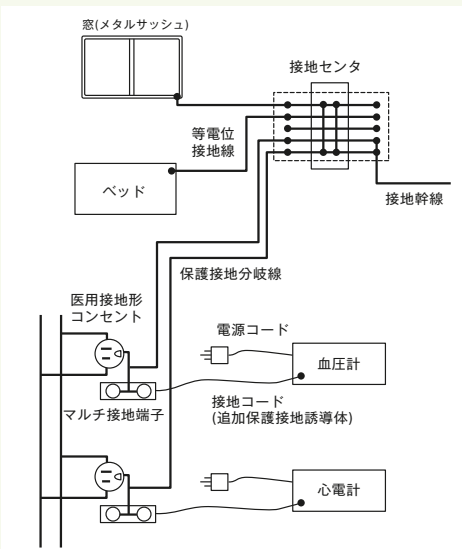 窓(メタルサッシュ)
接地センタ
等電位
接地線
ベッド
接地幹線
保護接地分岐線
医用接地形
コンセント
電源コード
血圧計
マルチ接地端子
接地コード
(追加保護接地誘導体)
心電計